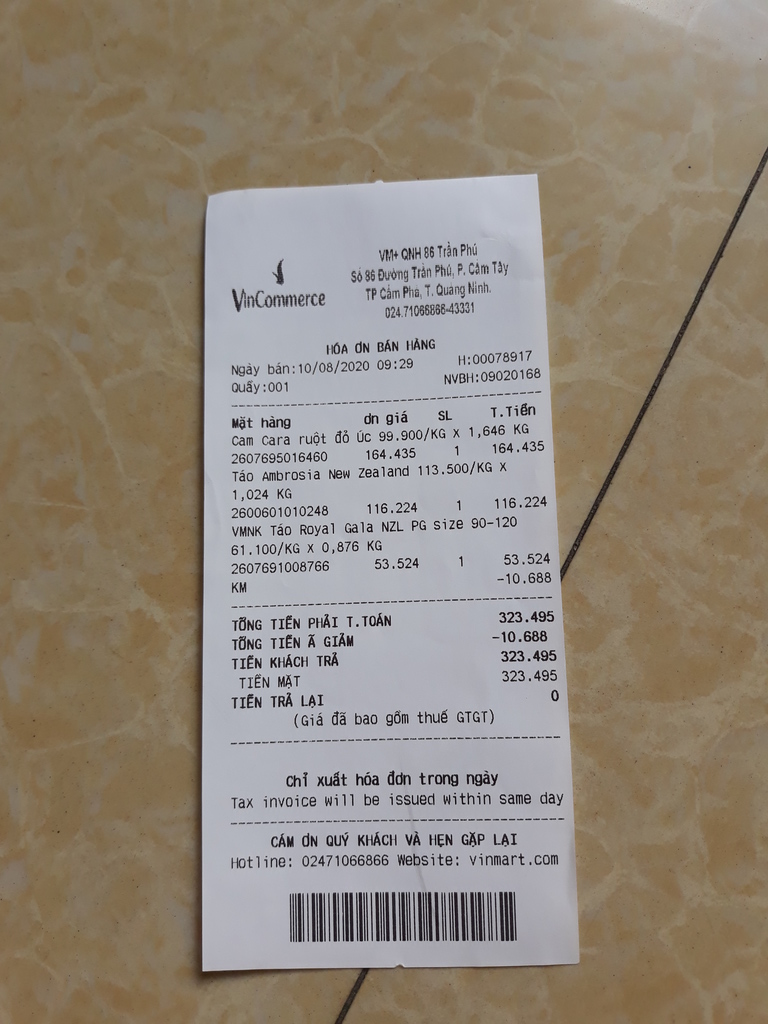 VinCommerce
VM+ QNH 86 Trần Phú
Số 86 Đường Trần Phú, P. Cẩm Tây
TP Cẩm Phả, T. Quảng Ninh.
024.71066866-43331
HÓA ƠN BÁN HÀNG
Ngày bán:10/08/2020 09:29 H:00078917
Quầy:001 NVBH:09020168
Mặt hàng ơn giá SL T.Tiền
Cam Cara ruột đỏ Úc 99.900/KG X 1,646 KG
2607695016460 164.435 1 164.435
Táo Ambrosia New Zealand 113.500/KG X
1,024 KG
2600601010248 116.224 1 116.224
VMNK Táo Royal Gala NZL PG size 90-120
61.100/KG X 0,876 KG
2607691008766 53.524 1 53.524
KM -10.688
TỔNG TIỀN PHẢI T.TOÁN 323.495
TỔNG TIỀN Ã GIẢM -10.688
TIỀN KHÁCH TRẢ 323.495
TIỀN MẶT 323.495
TIỀN TRẢ LẠI 0
(Giá đã bao gồm thuế GTGT)
Chỉ xuất hóa đơn trong ngày
Tax invoice will be issued within same day
CẢM ƠN QUÝ KHÁCH VÀ HẸN GẶP LẠI
Hotline: 02471066866 Website: vinmart.com